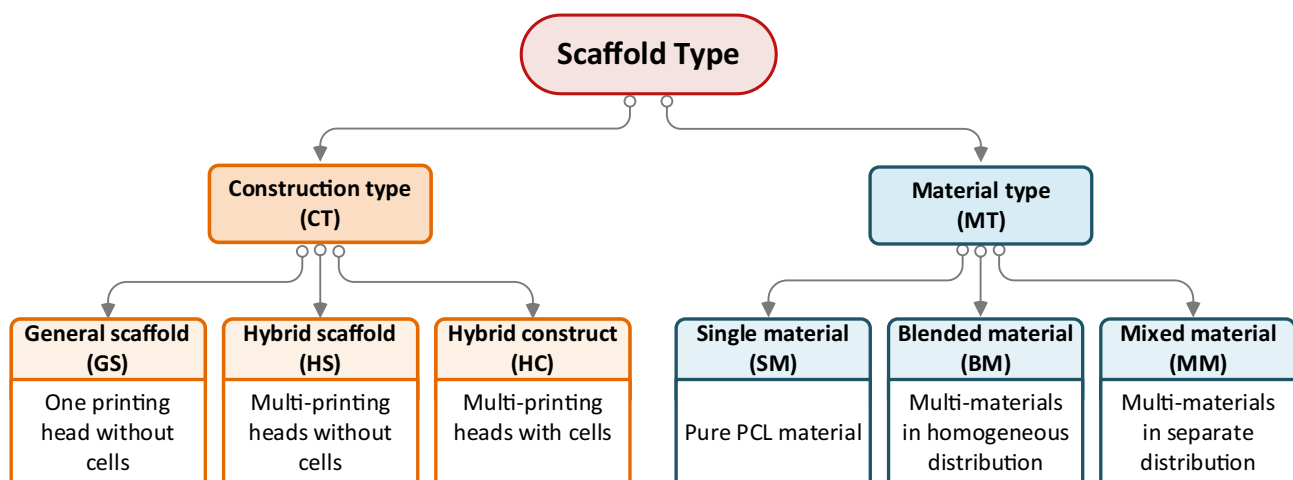 Scaffold Type
Construction type
(CT)
Material type
(MT)
General scaffold
(GS)
One printing
head without
cells
Hybrid scaffold
(HS)
Multi-printing
heads without
cells
Hybrid construct
(HC)
Multi-printing
heads with cells
Single material
(SM)
Pure PCL material
Blended material
(BM)
Multi-materials
in homogeneous
distribution
Mixed material
(MM)
Multi-materials
in separate
distribution